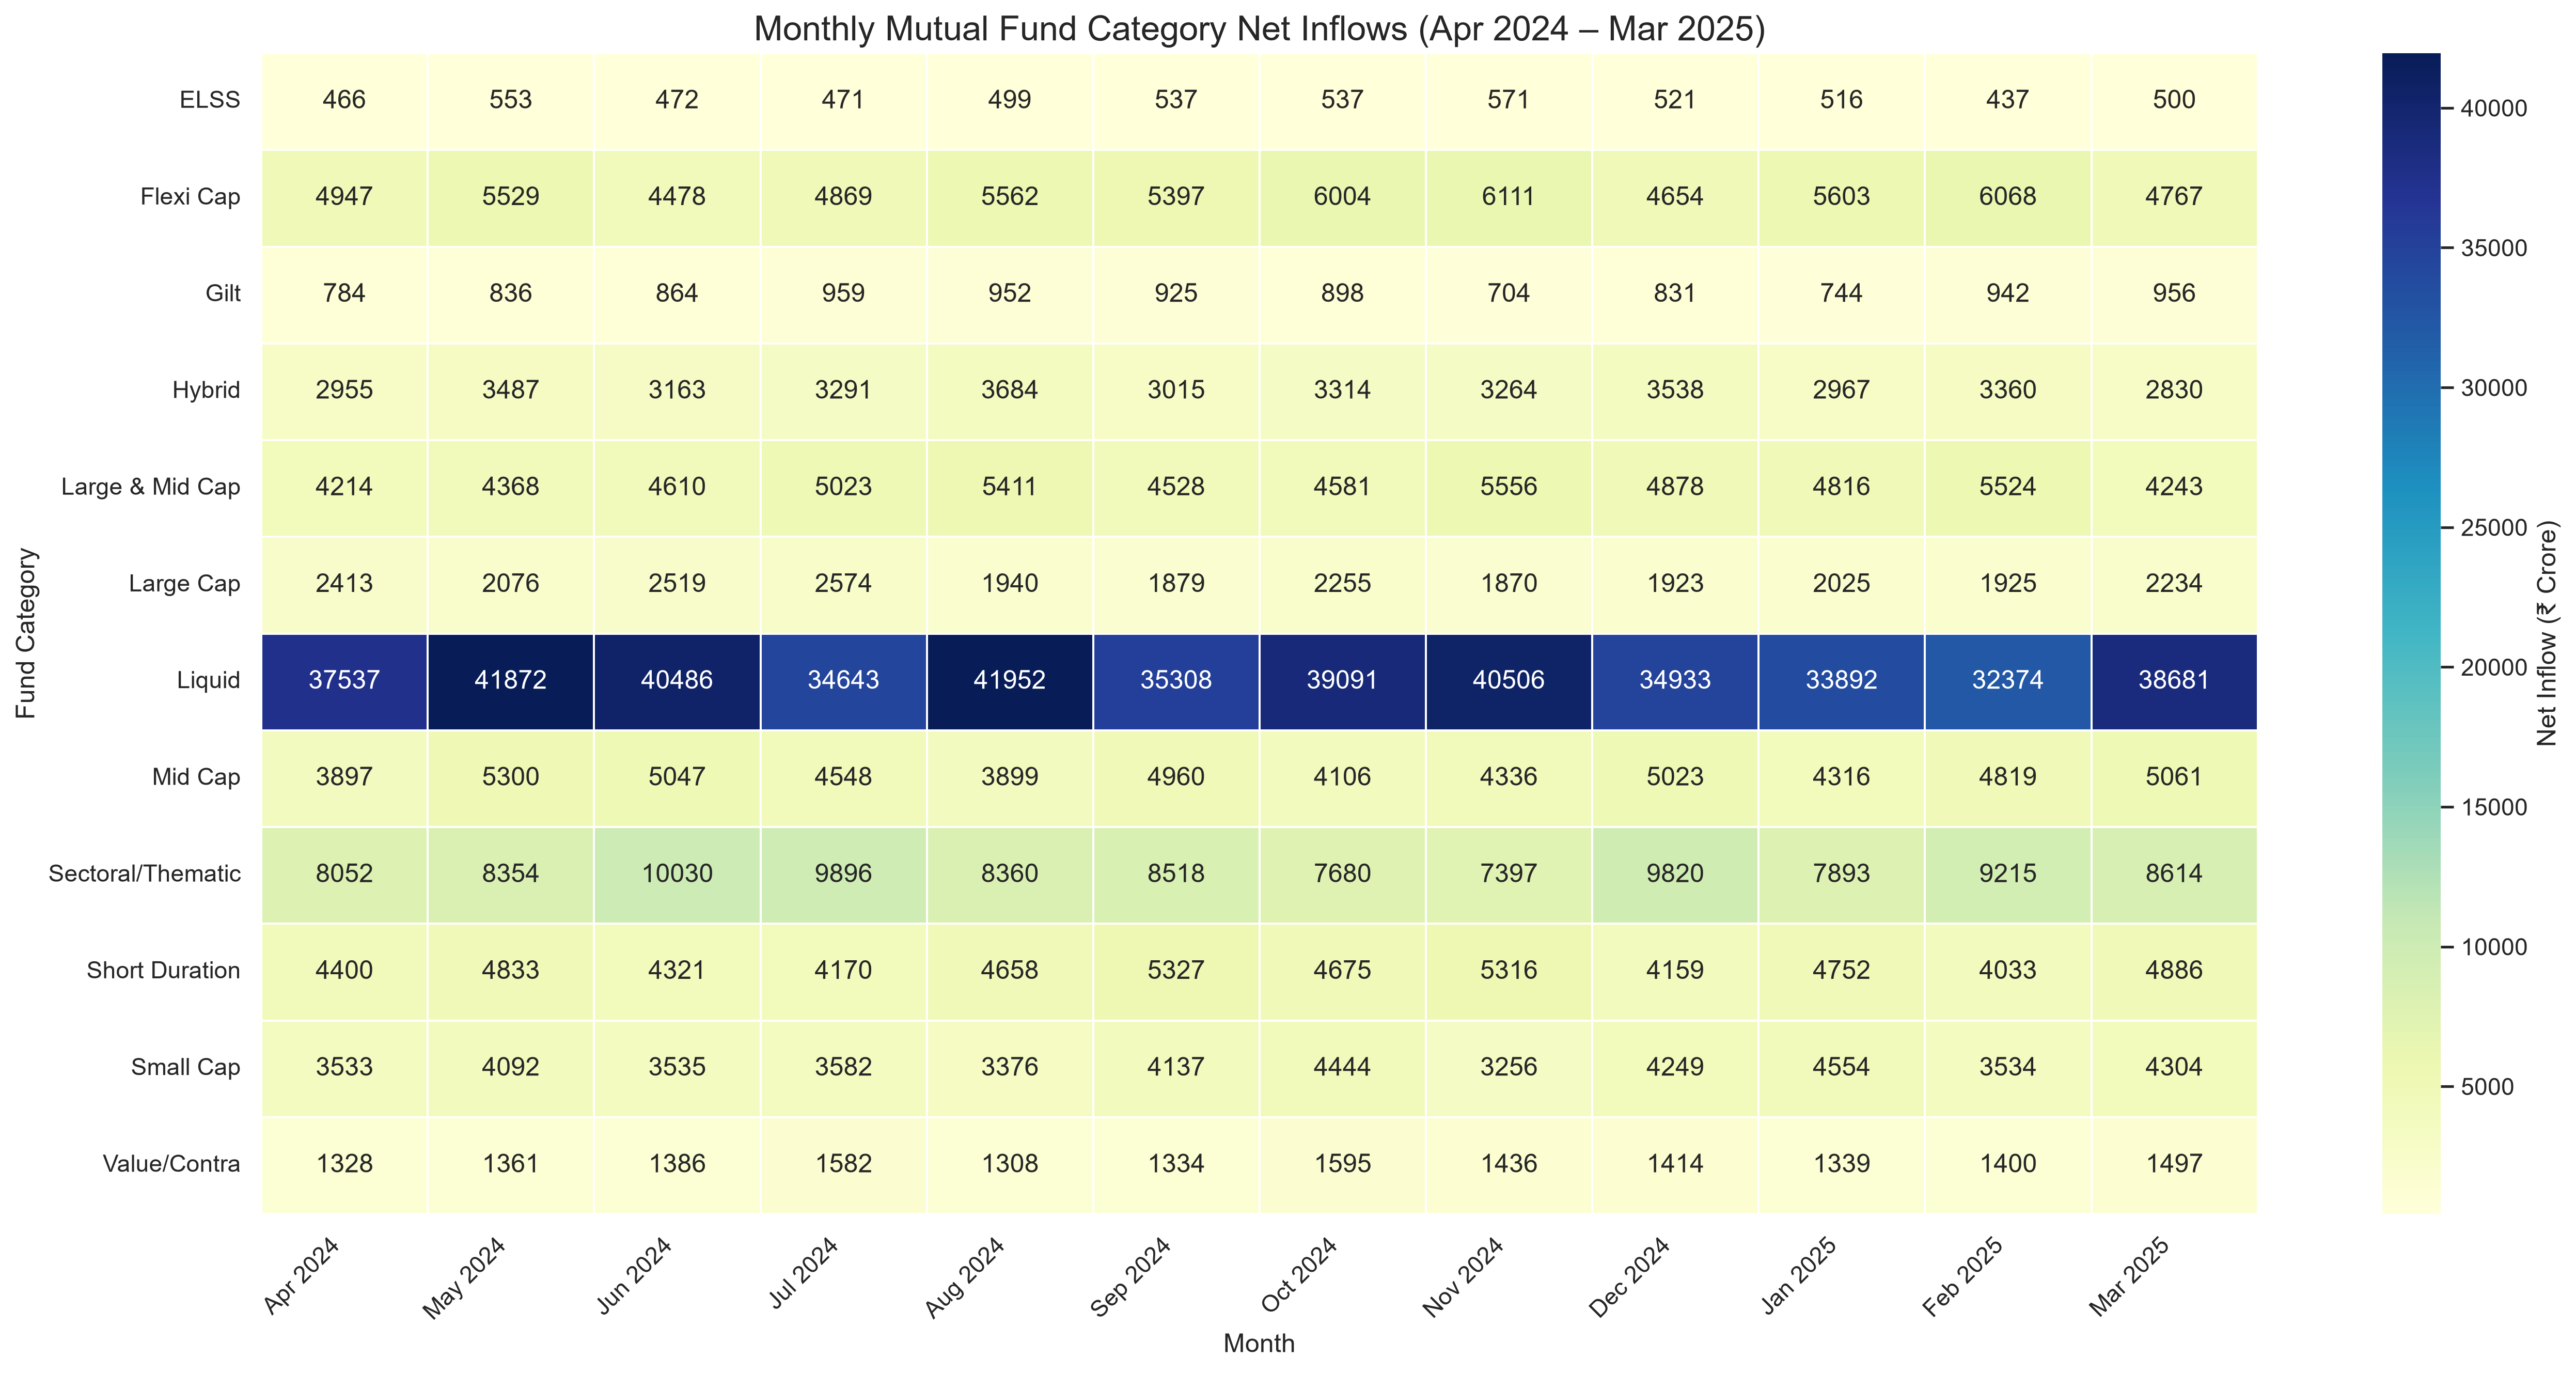 Monthly Mutual Fund Category Net Inflows (Apr 2024 – Mar 2025)
ELSS 466 553 472 471 499 537 537 571 521 516 437 500
Flexi Cap 4947 5529 4478 4869 5562 5397 6004 6111 4654 5603 6068 4767
Gilt 784 836 864 959 952 925 898 704 831 744 942 956
Hybrid 2955 3487 3163 3291 3684 3015 3314 3264 3538 2967 3360 2830
Large & Mid Cap 4214 4368 4610 5023 5411 4528 4581 5556 4878 4816 5524 4243
Large Cap 2413 2076 2519 2574 1940 1879 2255 1870 1923 2025 1925 2234
Liquid 37537 41872 40486 34643 41952 35308 39091 40506 34933 33892 32374 38681
Mid Cap 3897 5300 5047 4548 3899 4960 4106 4336 5023 4316 4819 5061
Sectoral/Thematic 8052 8354 10030 9896 8360 8518 7680 7397 9820 7893 9215 8614
Short Duration 4400 4833 4321 4170 4658 5327 4675 5316 4159 4752 4033 4886
Small Cap 3533 4092 3535 3582 3376 4137 4444 3256 4249 4554 3534 4304
Value/Contra 1328 1361 1386 1582 1308 1334 1595 1436 1414 1339 1400 1497
Apr 2024 May 2024 Jun 2024 Jul 2024 Aug 2024 Sep 2024 Oct 2024 Nov 2024 Dec 2024 Jan 2025 Feb 2025 Mar 2025
Month
Fund Category
40000
35000
30000
25000
20000
15000
10000
5000
Net Inflow (₹ Crore)